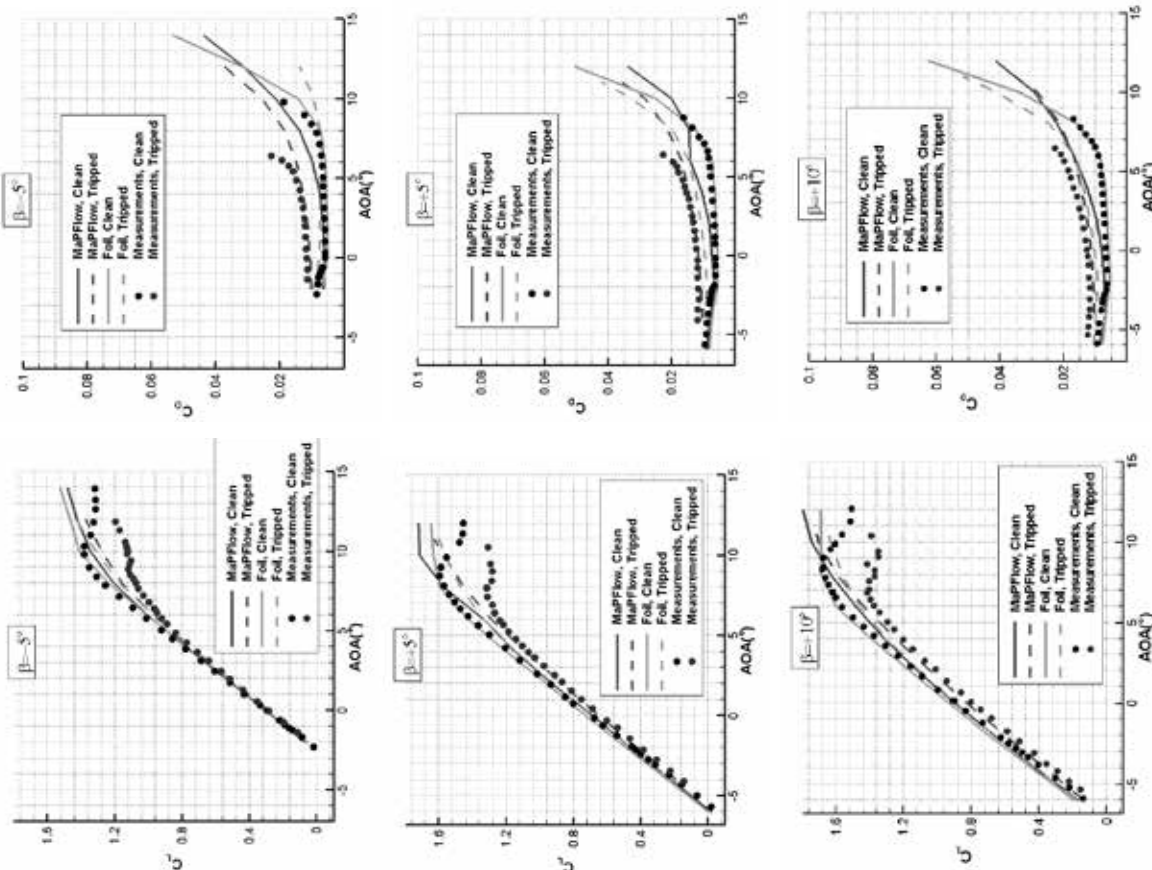 β=-5°
C_L
1.6
1.2
0.8
0.4
0
MaPFlow, Clean
MaPFlow, Tripped
Foil, Clean
Foil, Tripped
Measurements, Clean
Measurements, Tripped
0
5
10
15
AOA(°)
β=-5°
C_D
0.1
0.08
0.06
0.04
0.02
MaPFlow, Clean
MaPFlow, Tripped
Foil, Clean
Foil, Tripped
Measurements, Clean
Measurements, Tripped
-5
0
5
10
15
AOA(°)
β=+5°
C_L
1.6
1.2
0.8
0.4
0
MaPFlow, Clean
MaPFlow, Tripped
Foil, Clean
Foil, Tripped
Measurements, Clean
Measurements, Tripped
-5
0
5
10
15
AOA(°)
β=+5°
C_D
0.1
0.08
0.06
0.04
0.02
MaPFlow, Clean
MaPFlow, Tripped
Foil, Clean
Foil, Tripped
Measurements, Clean
Measurements, Tripped
-5
0
5
10
15
AOA(°)
β=+10°
C_L
1.6
1.2
0.8
0.4
0
MaPFlow, Clean
MaPFlow, Tripped
Foil, Clean
Foil, Tripped
Measurements, Clean
Measurements, Tripped
-5
0
5
10
15
AOA(°)
β=+10°
C_D
0.1
0.08
0.06
0.04
0.02
MaPFlow, Clean
MaPFlow, Tripped
Foil, Clean
Foil, Tripped
Measurements, Clean
Measurements, Tripped
-5
0
5
10
15
AOA(°)